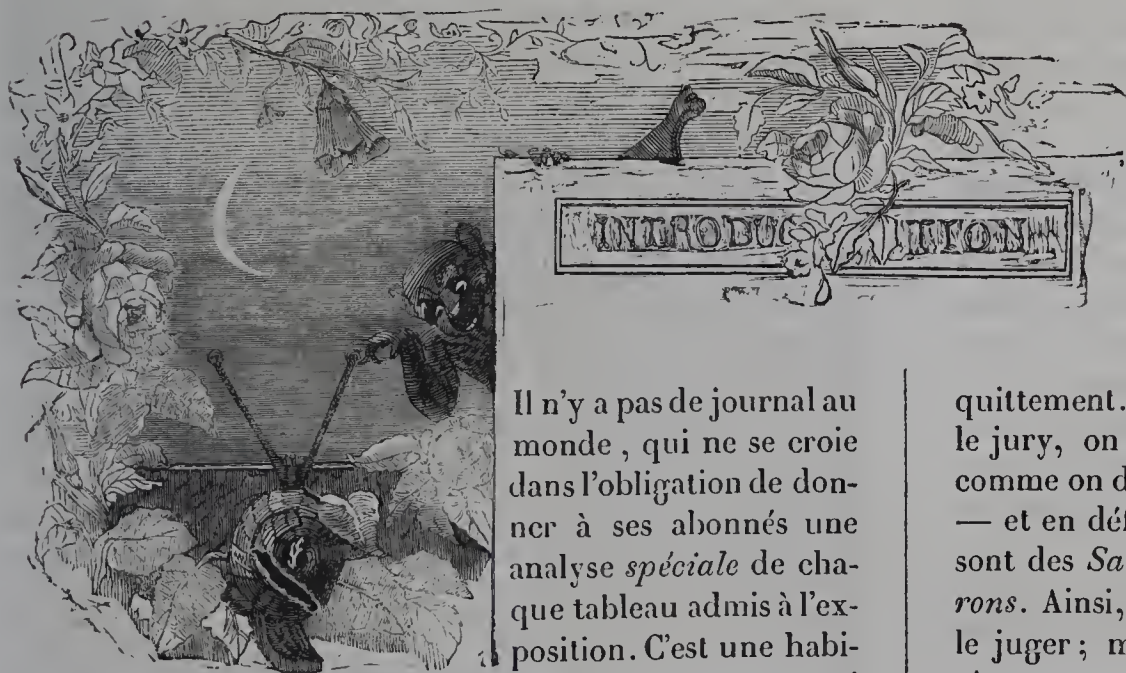 INTRODUCTION
Il n'y a pas de journal au
monde , qui ne se croie
dans l'obligation de don-
ner à ses abonnés une
analyse spéciale de cha-
que tableau admis à l'ex-
position. C'est une habi-
quittement.
le jury, on
comme on d
— et en déf
sont des Sa
rons. Ainsi,
le juger ; m